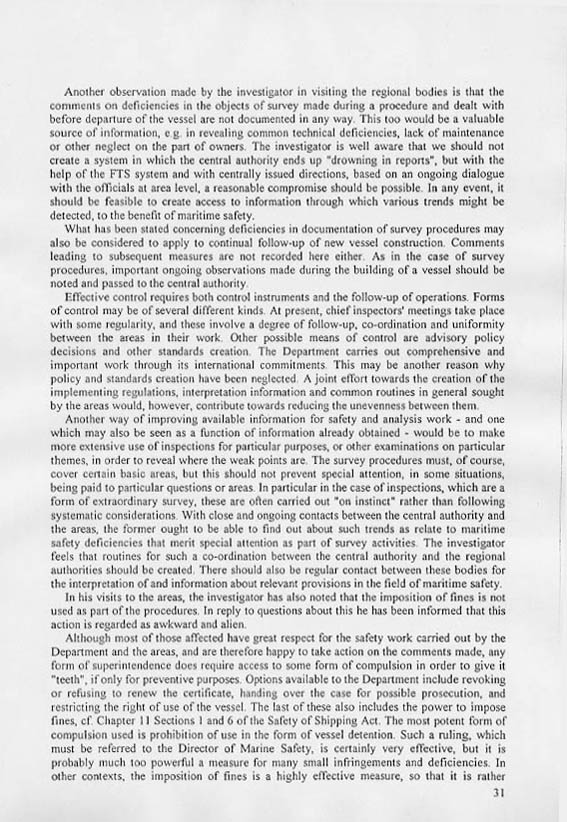 Another observation made by the investigator in visiting the regional bodies is that the
comments on deficiencies in the objects of survey made during a procedure and dealt with
before departure of the vessel are not documented in any way. This too would be a valuable
source of information, e.g. in revealing common technical deficiencies, lack of maintenance
or other neglect on the part of owners. The investigator is well aware that we should not
create a system in which the central authority ends up "drowning in reports", but with the
help of the FTS system and with centrally issued directions, based on an ongoing dialogue
with the officials at area level, a reasonable compromise should be possible. In any event, it
should be feasible to create access to information through which various trends might be
detected, to the benefit of maritime safety.
What has been stated concerning deficiencies in documentation of survey procedures may
also be considered to apply to continual follow-up of new vessel construction. Comments
leading to subsequent measures are not recorded here either. As in the case of survey
procedures, important ongoing observations made during the building of a vessel should be
noted and passed to the central authority.
Effective control requires both control instruments and the follow-up of operations. Forms
of control may be of several different kinds. At present, chief inspectors' meetings take place
with some regularity, and these involve a degree of follow-up, co-ordination and uniformity
between the areas in their work. Other possible means of control are advisory policy
decisions and other standards creation. The Department carries out comprehensive and
important work through its international commitments. This may be another reason why
policy and standards creation have been neglected. A joint effort towards the creation of the
implementing regulations, interpretation information and common routines in general sought
by the areas would, however, contribute towards reducing the unevenness between them.
Another way of improving available information for safety and analysis work - and one
which may also be seen as a function of information already obtained - would be to make
more extensive use of inspections for particular purposes, or other examinations on particular
themes, in order to reveal where the weak points are. The survey procedures must, of course,
cover certain basic areas, but this should not prevent special attention, in some situations,
being paid to particular questions or areas. In particular in the case of inspections, which are a
form of extraordinary survey, these are often carried out "on instinct" rather than following
systematic considerations. With close and ongoing contacts between the central authority and
the areas, the former ought to be able to find out about such trends as relate to maritime
safety deficiencies that merit special attention as part of survey activities. The investigator
feels that routines for such a co-ordination between the central authority and the regional
authorities should be created. There should also be regular contact between these bodies for
the interpretation of and information about relevant provisions in the field of maritime safety.
In his visits to the areas, the investigator has also noted that the imposition of fines is not
used as part of the procedures. In reply to questions about this he has been informed that this
action is regarded as awkward and alien.
Although most of those affected have great respect for the safety work carried out by the
Department and the areas, and are therefore happy to take action on the comments made, any
form of superintendence does require access to some form of compulsion in order to give it
"teeth", if only for preventive purposes. Options available to the Department include revoking
or refusing to renew the certificate, handing over the case for possible prosecution, and
restricting the right of use of the vessel. The last of these also includes the power to impose
fines, cf. Chapter 11 Sections 1 and 6 of the Safety of Shipping Act. The most potent form of
compulsion used is prohibition of use in the form of vessel detention. Such a ruling, which
must be referred to the Director of Marine Safety, is certainly very effective, but it is
probably much too powerful a measure for many small infringements and deficiencies. In
other contexts, the imposition of fines is a highly effective measure, so that it is rather
31